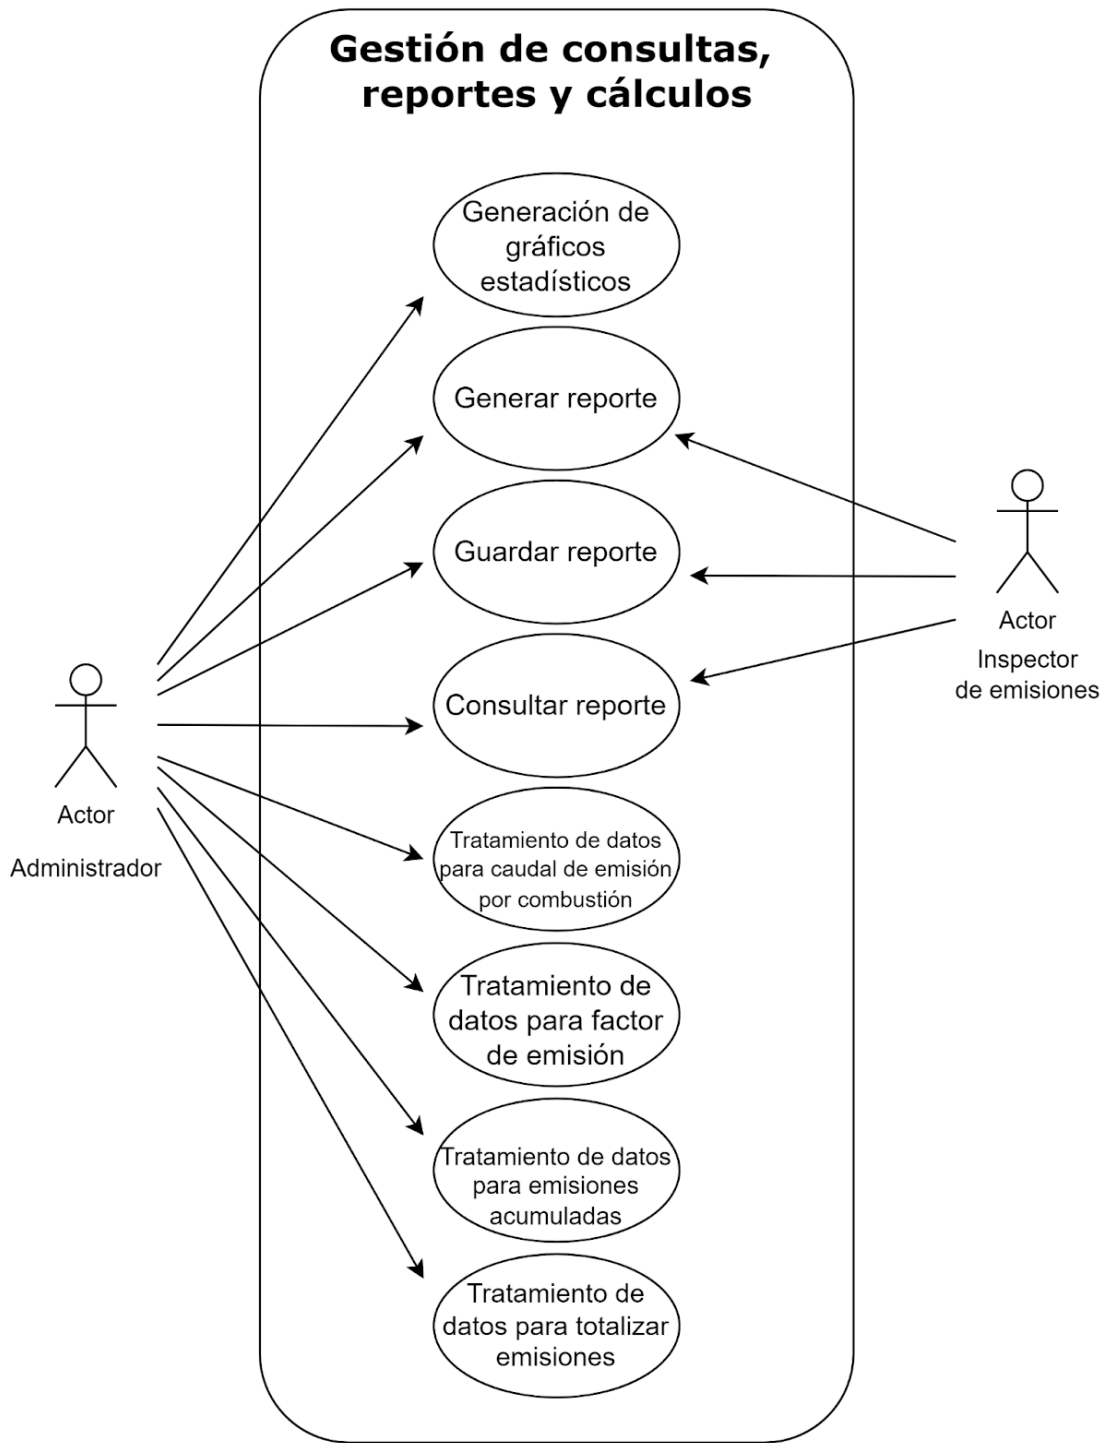 Gestión de consultas,
reportes y cálculos
Generación de
gráficos
estadísticos
Generar reporte
Guardar reporte
Consultar reporte
Tratamiento de datos
para caudal de emisión
por combustión
Tratamiento de
datos para factor
de emisión
Tratamiento de datos
para emisiones
acumuladas
Tratamiento de
datos para totalizar
emisiones
Actor
Administrador
Actor
Inspector
de emisiones